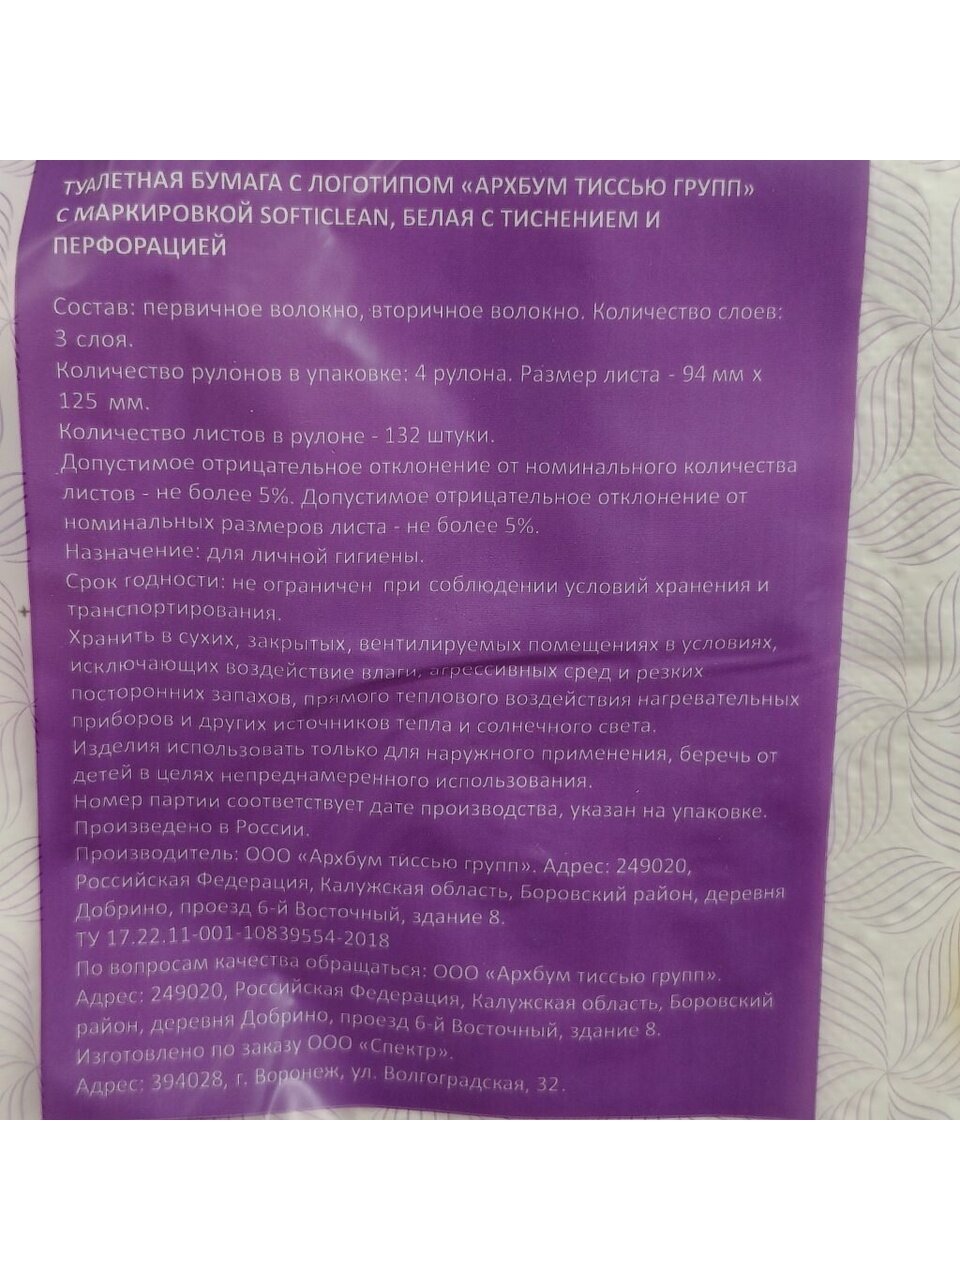 ТУАЛЕТНАЯ БУМАГА С ЛОГОТИПОМ «АРХБУМ ТИССЬЮ ГРУПП»
С МАРКИРОВКОЙ SOFTICLEAN, БЕЛАЯ С ТИСНЕНИЕМ И
ПЕРФОРАЦИЕЙ
Состав: первичное волокно, вторичное волокно. Количество слоев:
3 слоя.
Количество рулонов в упаковке: 4 рулона. Размер листа - 94 мм х
125 мм.
Количество листов в рулоне - 132 штуки.
Допустимое отрицательное отклонение от номинального количества
листов - не более 5%. Допустимое отрицательное отклонение от
номинальных размеров листа - не более 5%.
Назначение: для личной гигиены.
Срок годности: не ограничен при соблюдении условий хранения и
транспортирования.
Хранить в сухих, закрытых, вентилируемых помещениях в условиях,
исключающих воздействие влаги, агрессивных сред и резких
посторонних запахов, прямого теплового воздействия нагревательных
приборов и других источников тепла и солнечного света.
Изделия использовать только для наружного применения, беречь от
детей в целях непреднамеренного использования.
Номер партии соответствует дате производства, указан на упаковке.
Произведено в России.
Производитель: ООО «Архбум тиссью групп». Адрес: 249020,
Российская Федерация, Калужская область, Боровский район, деревня
Добрино, проезд 6-й Восточный, здание 8.
ТУ 17.22.11-001-10839554-2018
По вопросам качества обращаться: ООО «Архбум тиссью групп».
Адрес: 249020, Российская Федерация, Калужская область, Боровский
район, деревня Добрино, проезд 6-й Восточный, здание 8.
Изготовлено по заказу ООО «Спектр».
Адрес: 394028, г. Воронеж, ул. Волгоградская, 32.